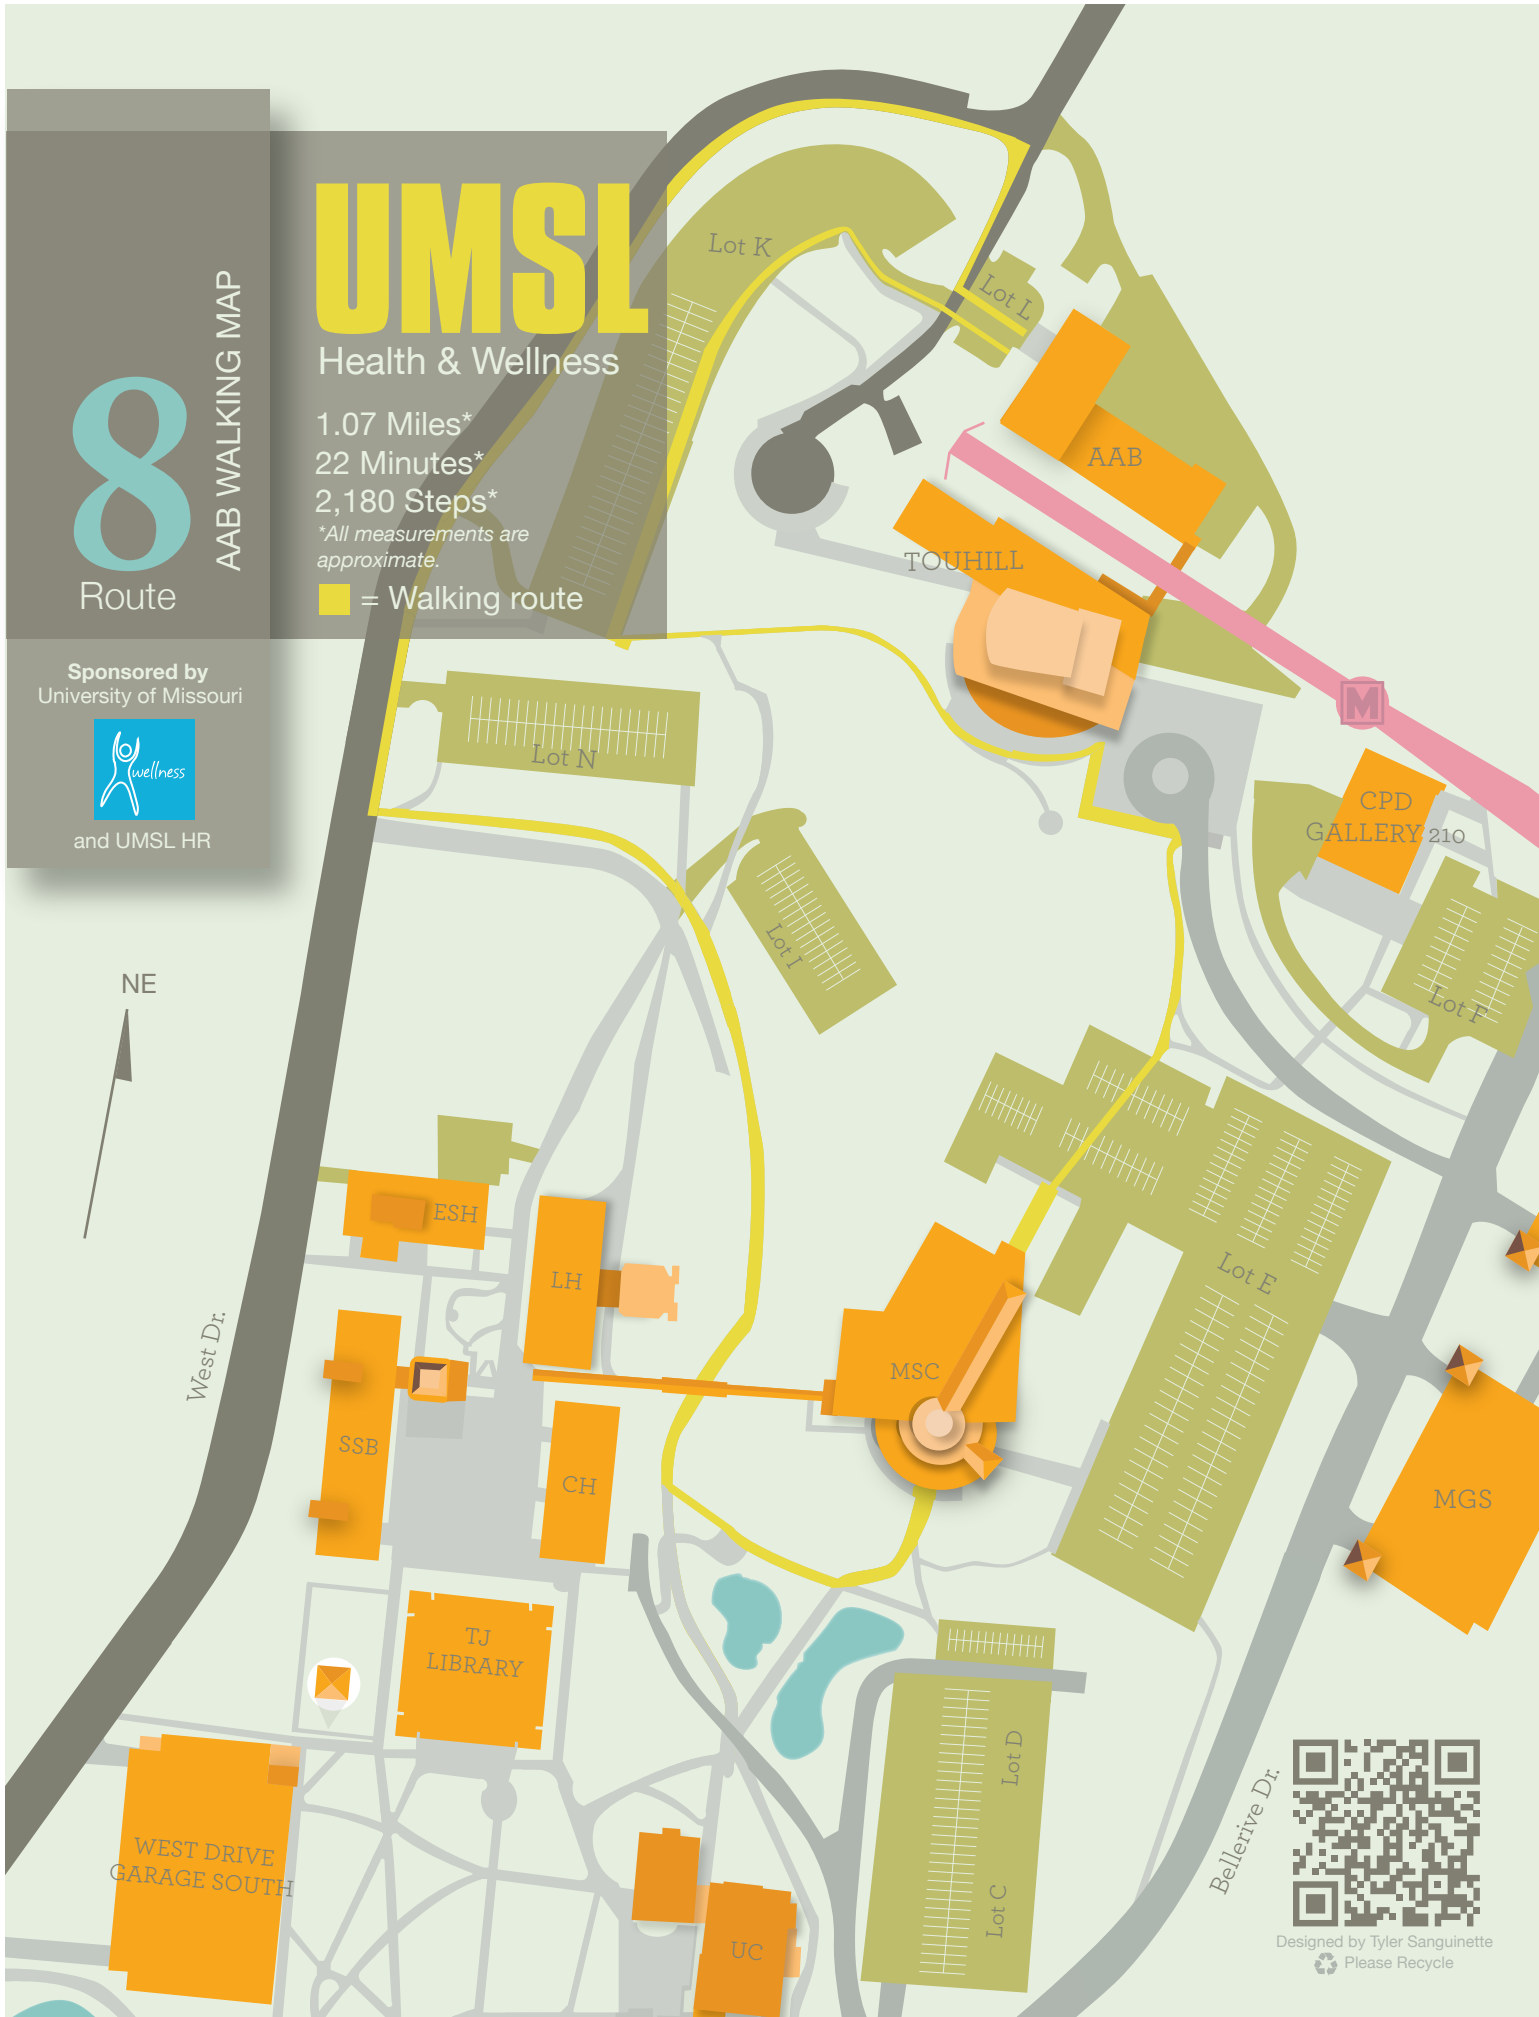 8
Route
AAB WALKING MAP
UMSL
Health & Wellness
1.07 Miles*
22 Minutes*
2,180 Steps*
*All measurements are
approximate.
= Walking route
Sponsored by
University of Missouri
wellness
and UMSL HR
NE
Lot K
Lot L
AAB
TOUHILL
M
Lot N
CPD
GALLERY 210
Lot I
Lot F
ESH
LH
Lot E
West Dr.
MSC
SSB
CH
MGS
TJ
LIBRARY
Lot D
WEST DRIVE
GARAGE SOUTH
Lot C
UC
Bellerive Dr.
Designed by Tyler Sanguinette
Please Recycle